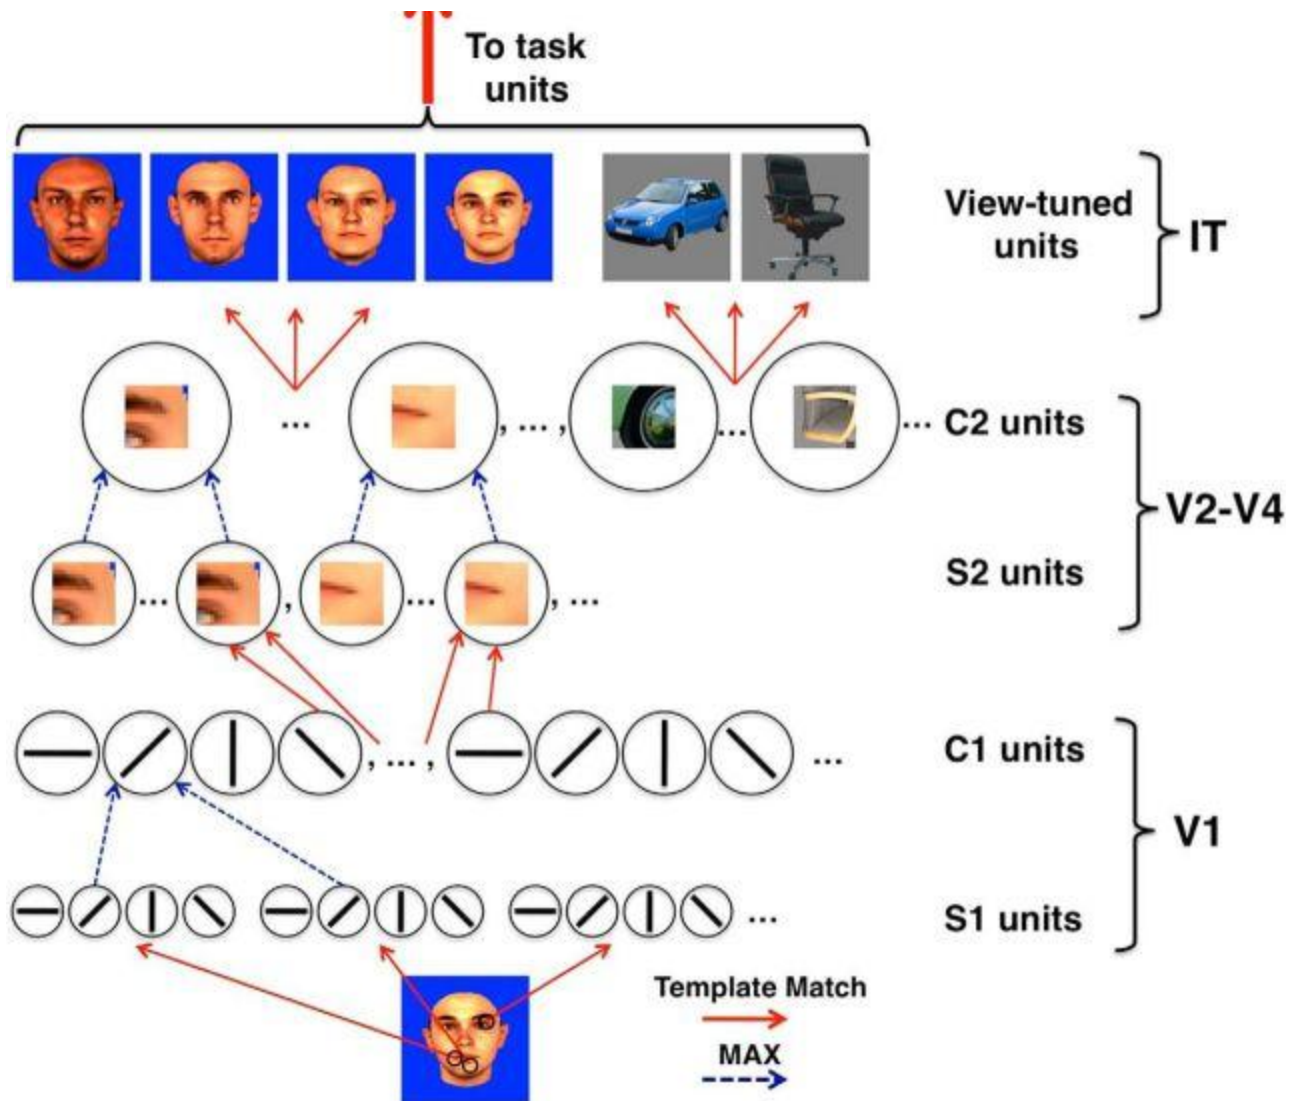 To task
units
View-tuned
units
IT
... , ... , ... ... C2 units
V2-V4
... , ... , ... S2 units
, ... , ... C1 units
V1
... S1 units
Template Match
MAX